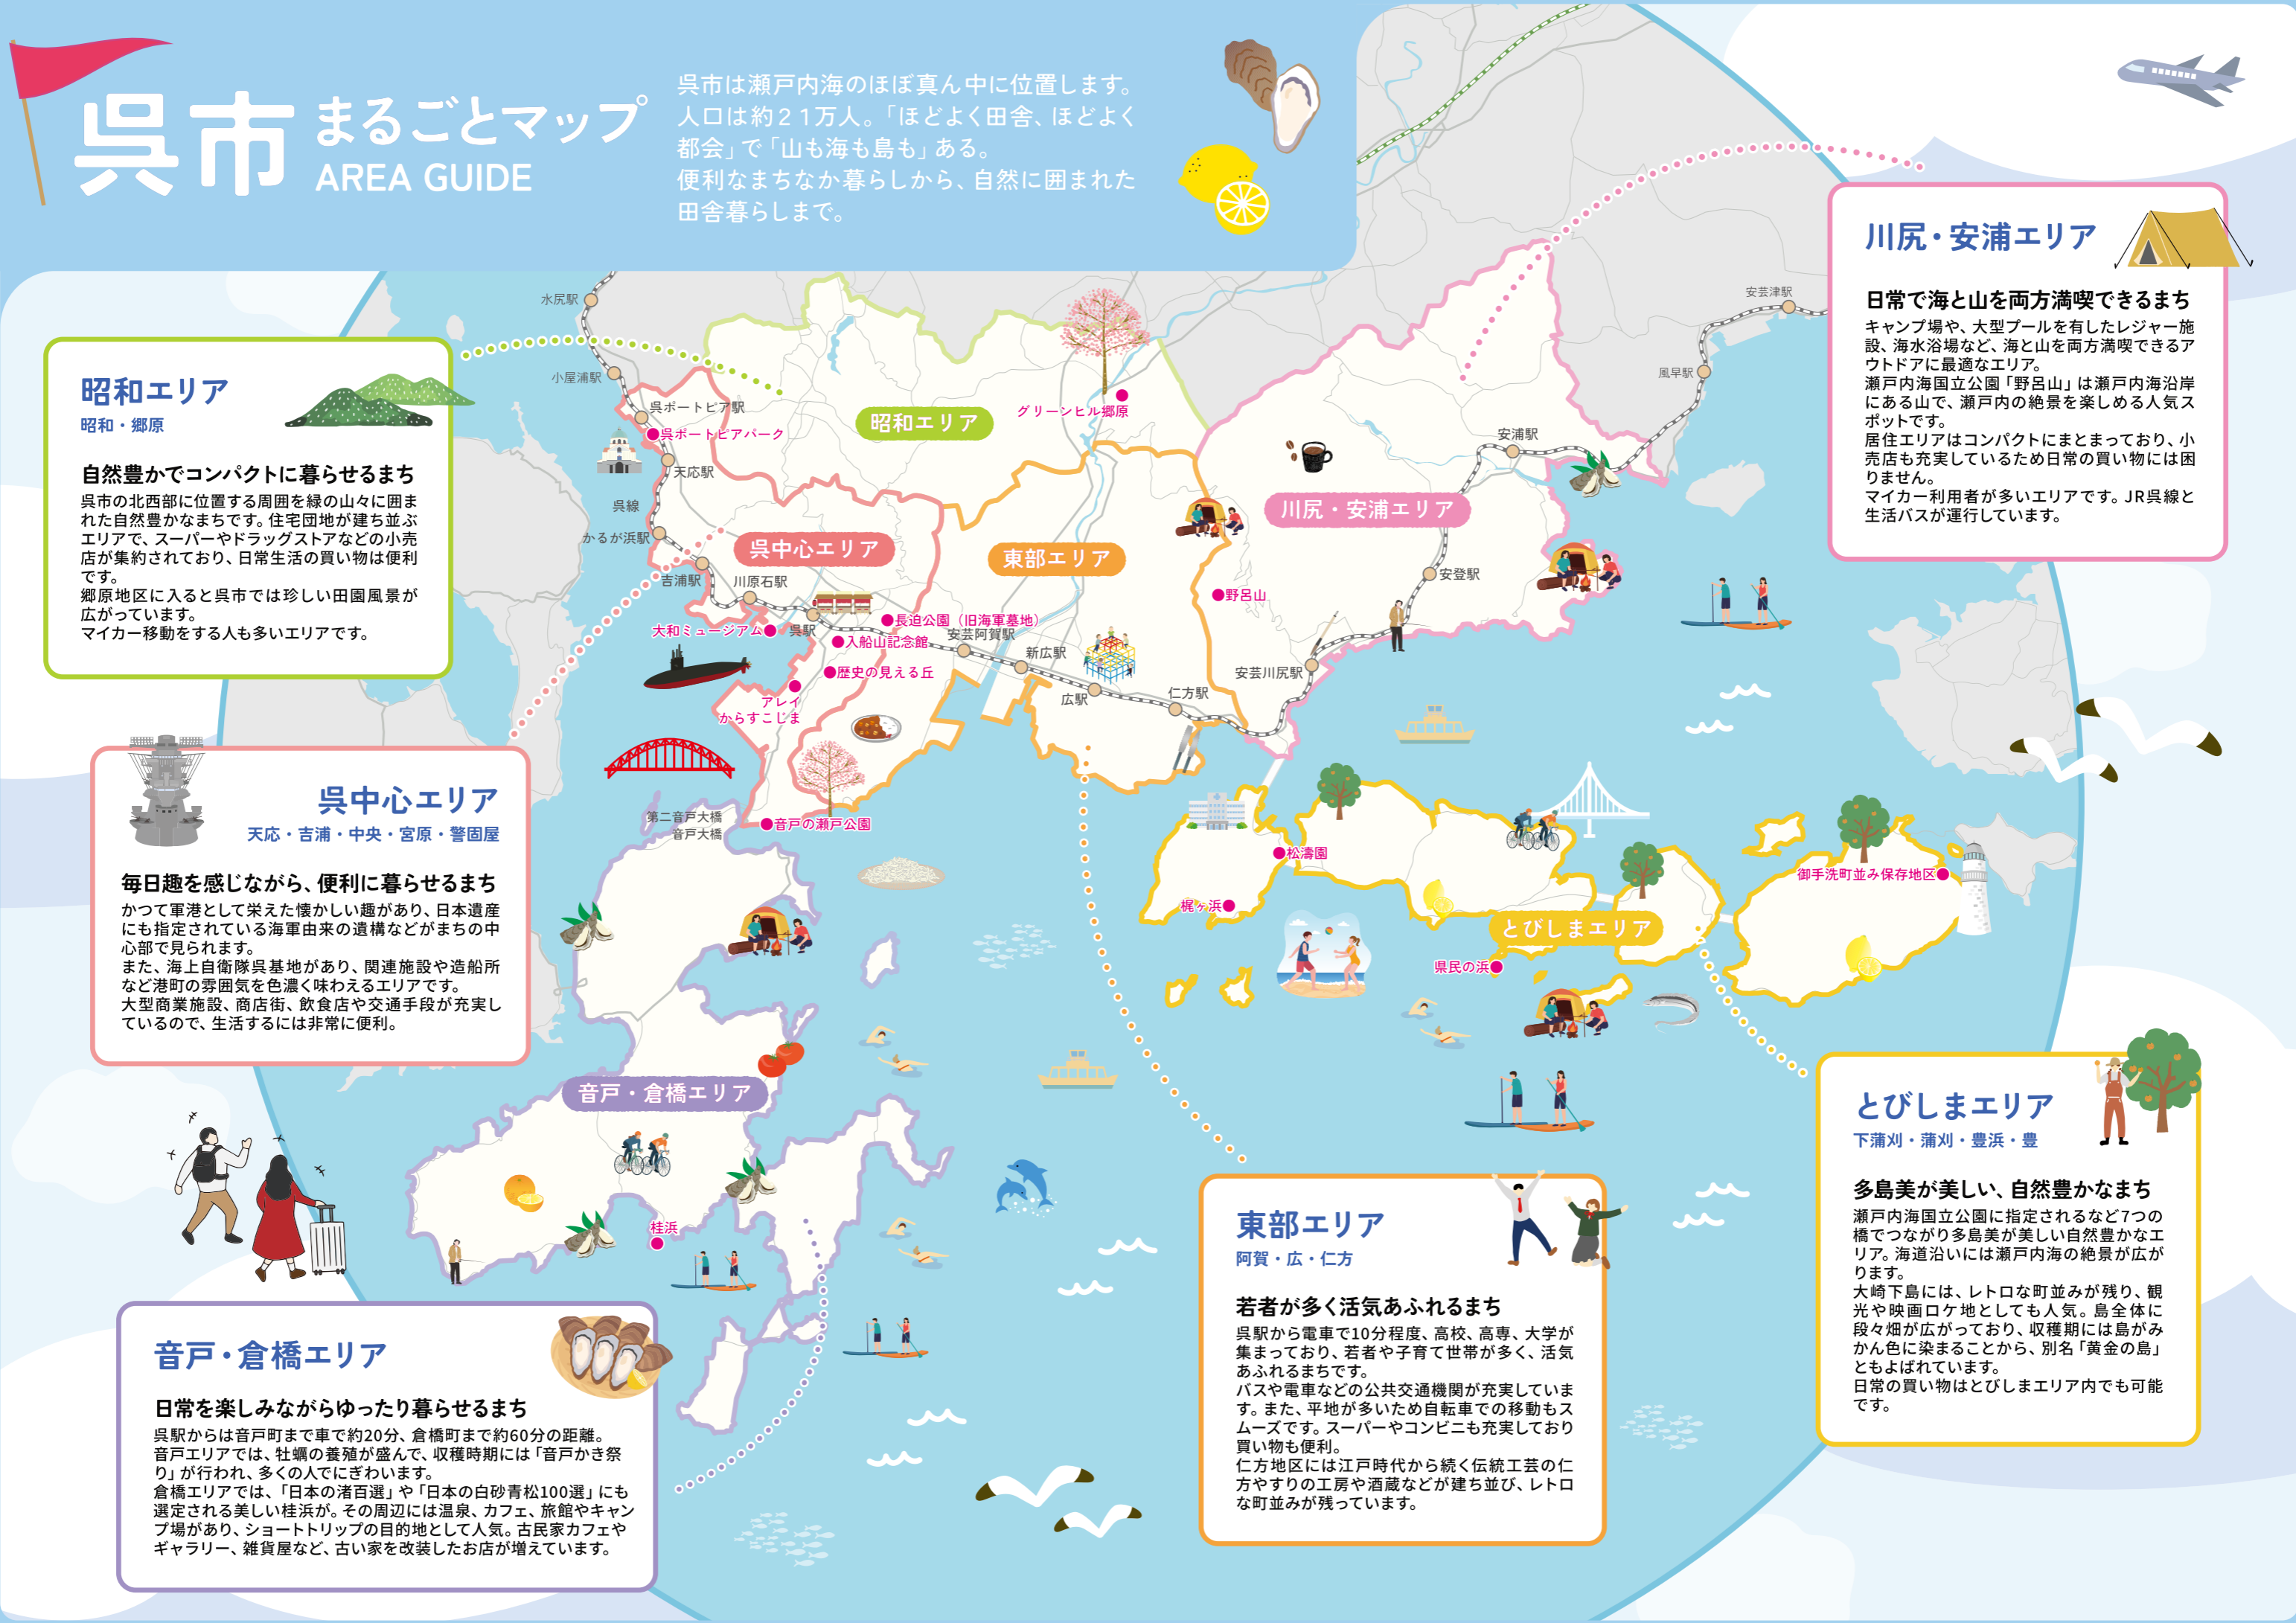 呉市 まるごとマップ
AREA GUIDE
呉市は瀬戸内海のほぼ真ん中に位置します。
人口は約21万人。「ほどよく田舎、ほどよく
都会」で「山も海も島も」ある。
便利なまちなか暮らしから、自然に囲まれた
田舎暮らしまで。
昭和エリア
昭和・郷原
自然豊かでコンパクトに暮らせるまち
呉市の北西部に位置する周囲を緑の山々に囲ま
れた自然豊かなまちです。住宅団地が建ち並ぶ
エリアで、スーパーやドラッグストアなどの小売
店が集約されており、日常生活の買い物は便利
です。
郷原地区に入ると呉市では珍しい田園風景が
広がっています。
マイカー移動をする人も多いエリアです。
呉中心エリア
天応・吉浦・中央・宮原・警固屋
毎日趣を感じながら、便利に暮らせるまち
かつて軍港として栄えた懐かしい趣があり、日本遺産
にも指定されている海軍由来の遺構などがまちの中
心部で見られます。
また、海上自衛隊呉基地があり、関連施設や造船所
など港町の雰囲気を色濃く味わえるエリアです。
大型商業施設、商店街、飲食店や交通手段が充実し
ているので、生活するには非常に便利。
音戸・倉橋エリア
日常を楽しみながらゆったり暮らせるまち
呉駅からは音戸町まで車で約20分、倉橋町まで約60分の距離。
音戸エリアでは、牡蠣の養殖が盛んで、収穫時期には「音戸かき祭
り」が行われ、多くの人でにぎわいます。
倉橋エリアでは、「日本の渚百選」や「日本の白砂青松100選」にも
選定される美しい桂浜が。その周辺には温泉、カフェ、旅館やキャン
プ場があり、ショートトリップの目的地として人気。古民家カフェや
ギャラリー、雑貨屋など、古い家を改装したお店が増えています。
川尻・安浦エリア
日常で海と山を両方満喫できるまち
キャンプ場や、大型プールを有したレジャー施
設、海水浴場など、海と山を両方満喫できるア
ウトドアに最適なエリア。
瀬戸内海国立公園「野呂山」は瀬戸内海沿岸
にある山で、瀬戸内の絶景を楽しめる人気ス
ポットです。
居住エリアはコンパクトにまとまっており、小
売店も充実しているため日常の買い物には困
りません。
マイカー利用者が多いエリアです。JR呉線と
生活バスが運行しています。
とびしまエリア
下蒲刈・蒲刈・豊浜・豊
多島美が美しい、自然豊かなまち
瀬戸内海国立公園に指定されるなど7つの
橋でつながり多島美が美しい自然豊かなエ
リア。海道沿いには瀬戸内海の絶景が広が
ります。
大崎下島には、レトロな町並みが残り、観
光や映画ロケ地としても人気。島全体に
段々畑が広がっており、収穫期には島がみ
かん色に染まることから、別名「黄金の島」
ともよばれています。
日常の買い物はとびしまエリア内でも可能
です。
東部エリア
阿賀・広・仁方
若者が多く活気あふれるまち
呉駅から電車で10分程度、高校、高専、大学が
集まっており、若者や子育て世帯が多く、活気
あふれるまちです。
バスや電車などの公共交通機関が充実していま
す。また、平地が多いため自転車での移動もス
ムーズです。スーパーやコンビニも充実しており
買い物も便利。
仁方地区には江戸時代から続く伝統工芸の仁
方やすりの工房や酒蔵などが建ち並び、レトロ
な町並みが残っています。
水尻駅
小屋浦駅
呉ポートピア駅
呉ポートピアパーク
天応駅
呉線
かるが浜駅
吉浦駅
川原石駅
大和ミュージアム
呉駅
長迫公園（旧海軍墓地）
入船山記念館
安芸阿賀駅
歴史の見える丘
アレイ
からすこじま
新広駅
広駅
仁方駅
安芸川尻駅
安登駅
安浦駅
風早駅
安芸津駅
昭和エリア
グリーンヒル郷原
呉中心エリア
東部エリア
川尻・安浦エリア
野呂山
第二音戸大橋
音戸大橋
音戸の瀬戸公園
音戸・倉橋エリア
桂浜
松濤園
梶ヶ浜
とびしまエリア
県民の浜
御手洗町並み保存地区